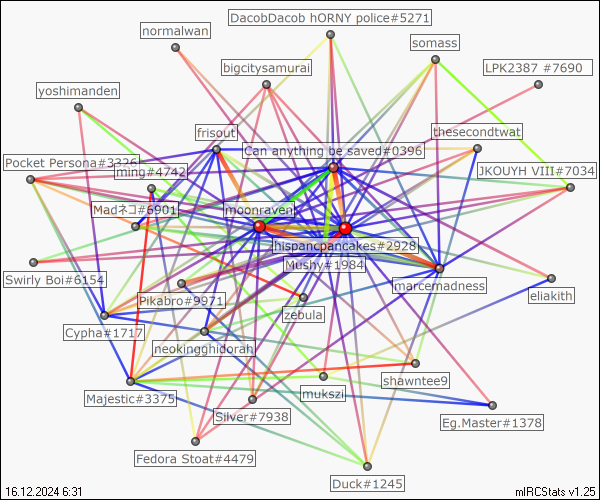 DacobDacob hORNY police#5271
normalwan
somass
bigcitysamurai
LPK2387 #7690
yoshimanden
frisout
thesecondtwat
Can anything be saved#0396
Pocket Persona#3326
ming#4742
JKOUYH VIII#7034
Madネコ#6901
moonraven
hispancpancakes#2928
Mushy#1984
Swirly Boi#6154
marcemadness
eliakith
Pikabro#9971
zebula
Cypha#1717
neokingghidorah
shawntee9
mukszi
Majestic#3375
Silver#7938
Eg.Master#1378
Fedora Stoat#4479
Duck#1245
16.12.2024 6:31
mIRCStats v1.25